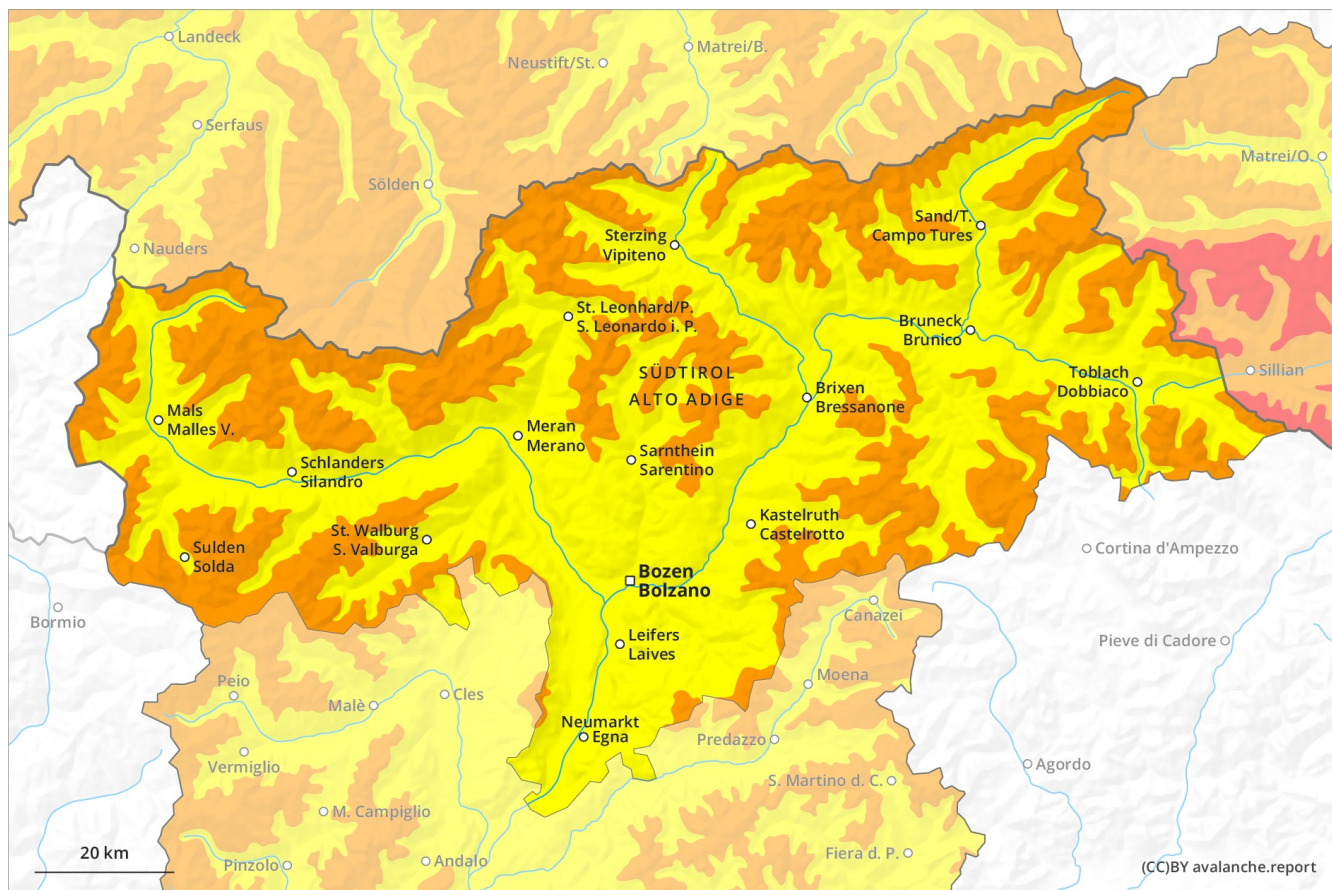 Landeck
Matrei/B.
Neustift/St.
Serfaus
Matrei/O.
Sölden
Sand/T.
Campo Tures
Sterzing
Vipiteno
Nauders
St. Leonhard/P.
S. Leonardo i. P.
Bruneck
Brunico
SÜDTIROL
ALTO ADIGE
Toblach
Dobbiaco
Sillian
Brixen
Bressanone
Mals
Malles V.
Meran
Merano
Sarnthein
Sarentino
Schlanders
Silandro
Kastelruth
Castelrotto
St. Walburg
S. Valburga
Sulden
Solda
Cortina d'Ampezzo
Bozen
Bolzano
Bormio
Canazei
Leifers
Laives
Pieve di Cadore
Peio
Moena
Malè
Cles
Neumarkt
Egna
Predazzo
Vermiglio
Agordo
S. Martino d. C.
M. Campiglio
20 km
Pinzolo
Andalo
Fiera d. P.
(CC)BY avalanche.report